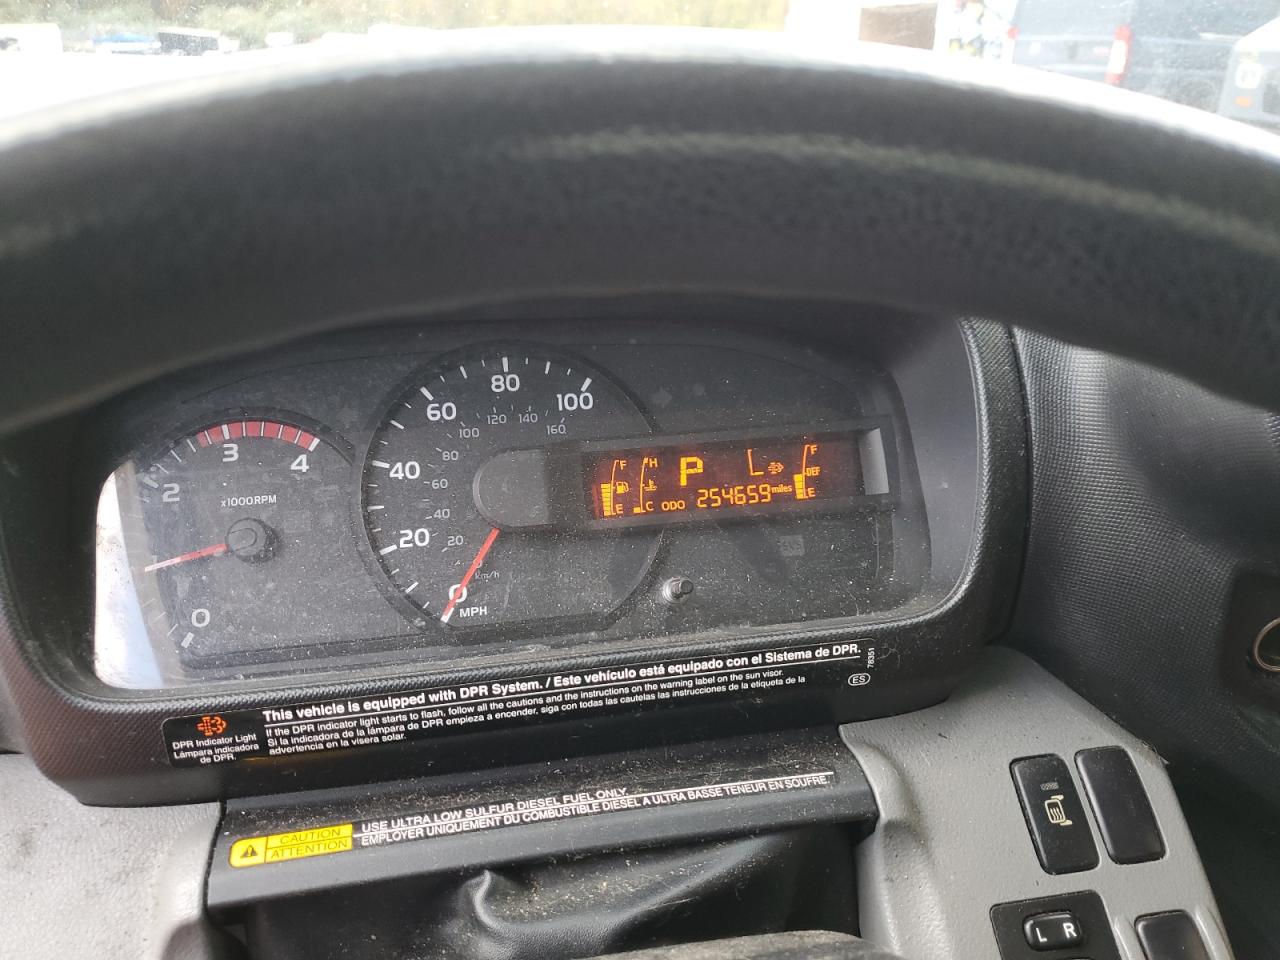 80
60
100
120
140
100
160
3
4
2
x1000RPM
80
40
60
40
20
20
0
km/h
0
MPH
0
F
E
H
C
P
L
ODO 254659 miles
F
DEF
E
This vehicle is equipped with DPR System. / Este vehículo está equipado con el Sistema de DPR.
If the DPR indicator light starts to flash, follow all the cautions and the instructions on the warning label on the sun visor.
Si la indicadora de la lámpara de DPR empieza a encender, siga con todas las cautelas las instrucciones de la etiqueta de la
advertencia en la visera solar.
DPR Indicator Light
Lámpara indicadora
de DPR.
ES
78351
CAUTION
ATTENTION
USE ULTRA LOW SULFUR DIESEL FUEL ONLY.
EMPLOYER UNIQUEMENT DU COMBUSTIBLE DIESEL A ULTRA BASSE TENEUR EN SOUFRE.
L R